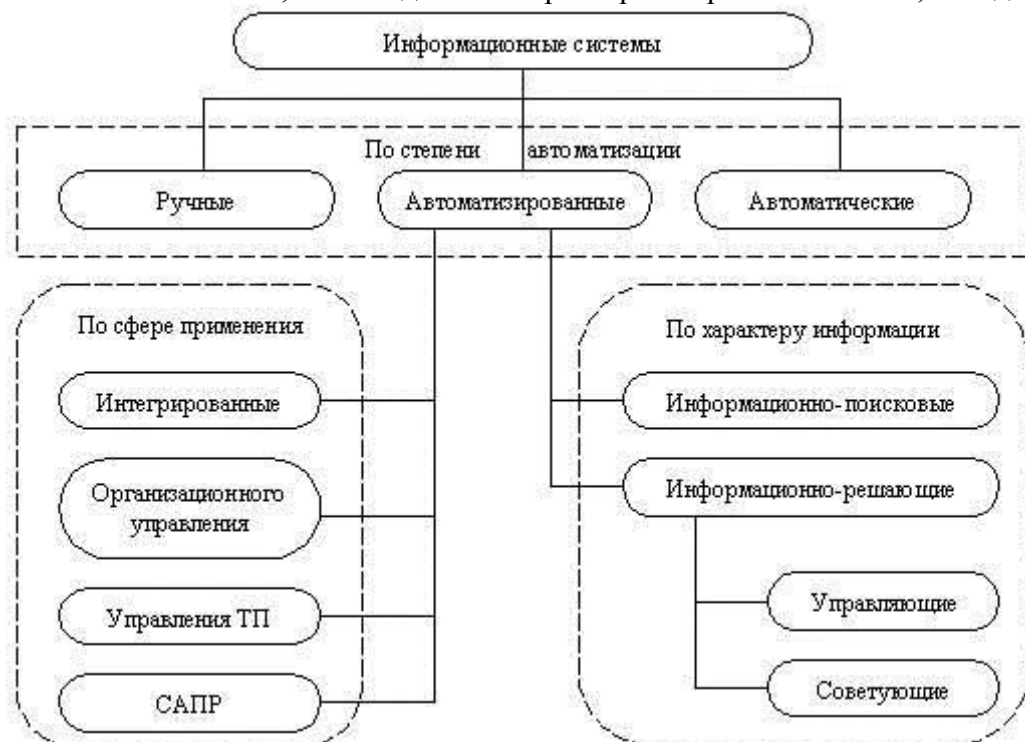 Информационные системы
По степени автоматизации
Ручные
Автоматизированные
Автоматические
По сфере применения
Интегрированные
Организационного
управления
Управления ТП
САПР
По характеру информации
Информационно-поисковые
Информационно-решающие
Управляющие
Советующие